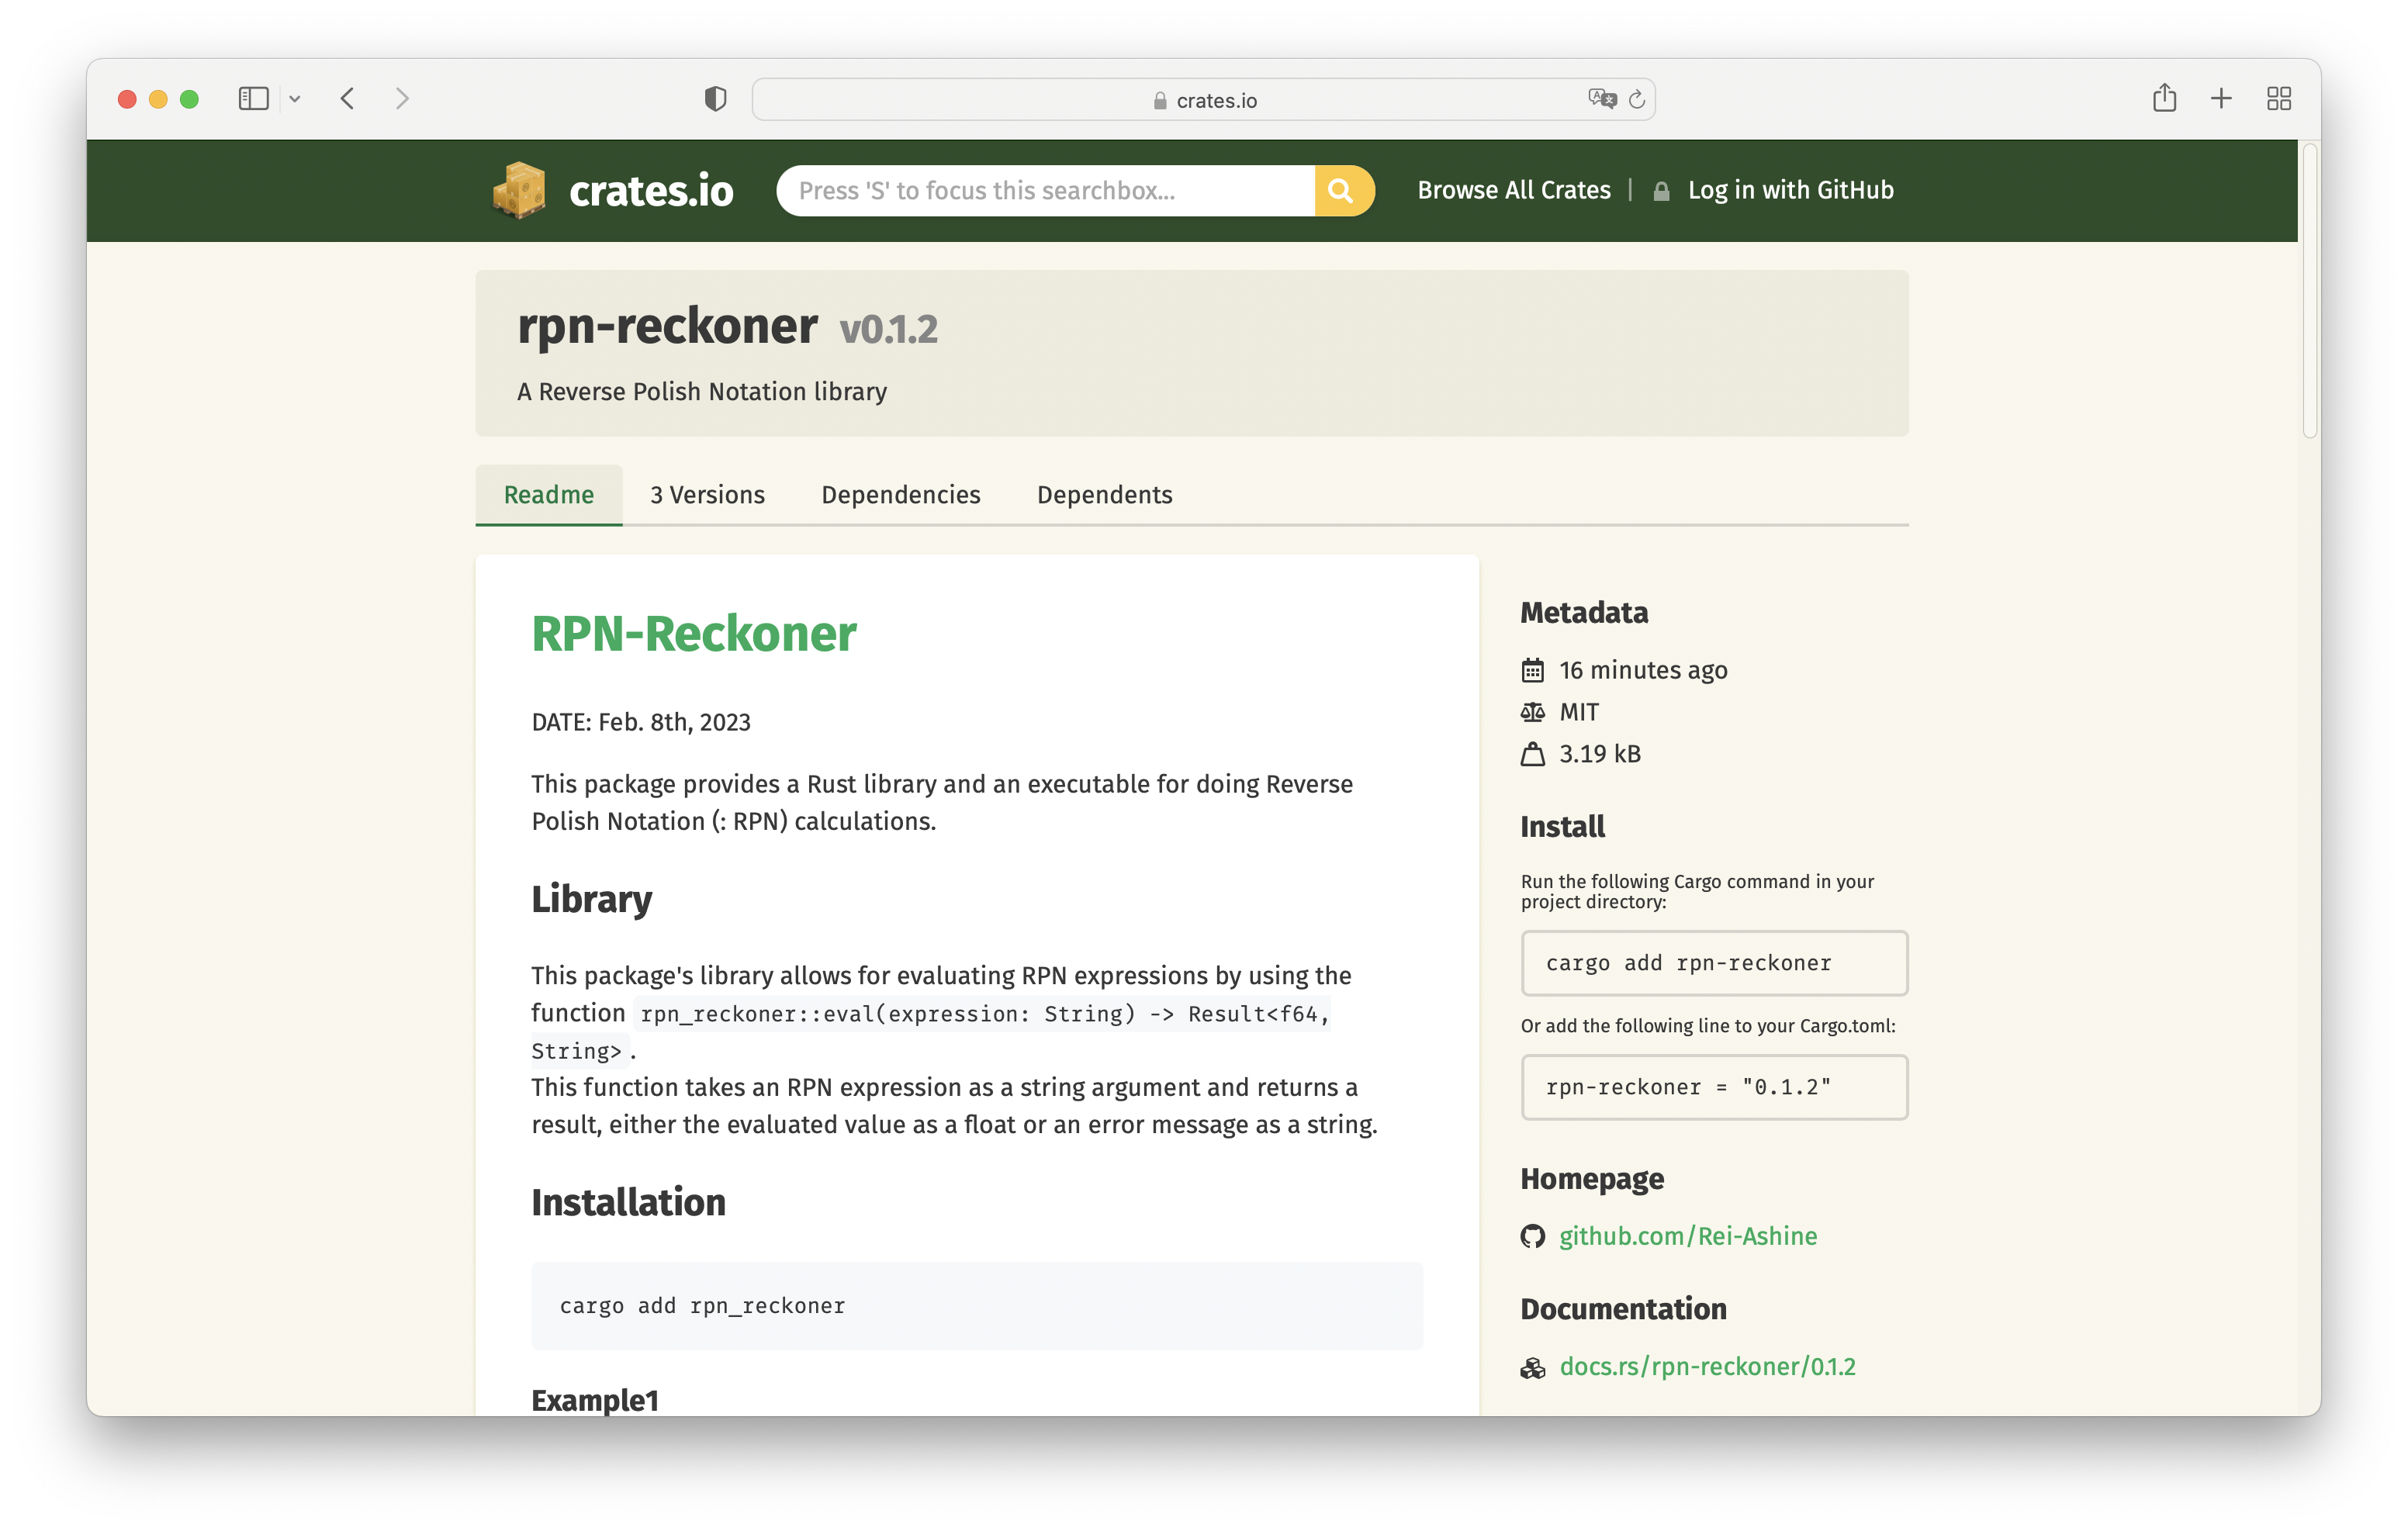 crates.io
crates.io
Press 'S' to focus this searchbox...
Browse All Crates | Log in with GitHub
rpn-reckoner v0.1.2
A Reverse Polish Notation library
Readme
3 Versions
Dependencies
Dependents
RPN-Reckoner
DATE: Feb. 8th, 2023
This package provides a Rust library and an executable for doing Reverse
Polish Notation (: RPN) calculations.
Library
This package's library allows for evaluating RPN expressions by using the
function rpn_reckoner::eval(expression: String) -> Result<f64,
String>.
This function takes an RPN expression as a string argument and returns a
result, either the evaluated value as a float or an error message as a string.
Installation
cargo add rpn_reckoner
Example1
Metadata
16 minutes ago
MIT
3.19 kB
Install
Run the following Cargo command in your
project directory:
cargo add rpn-reckoner
Or add the following line to your Cargo.toml:
rpn-reckoner = "0.1.2"
Homepage
github.com/Rei-Ashine
Documentation
docs.rs/rpn-reckoner/0.1.2